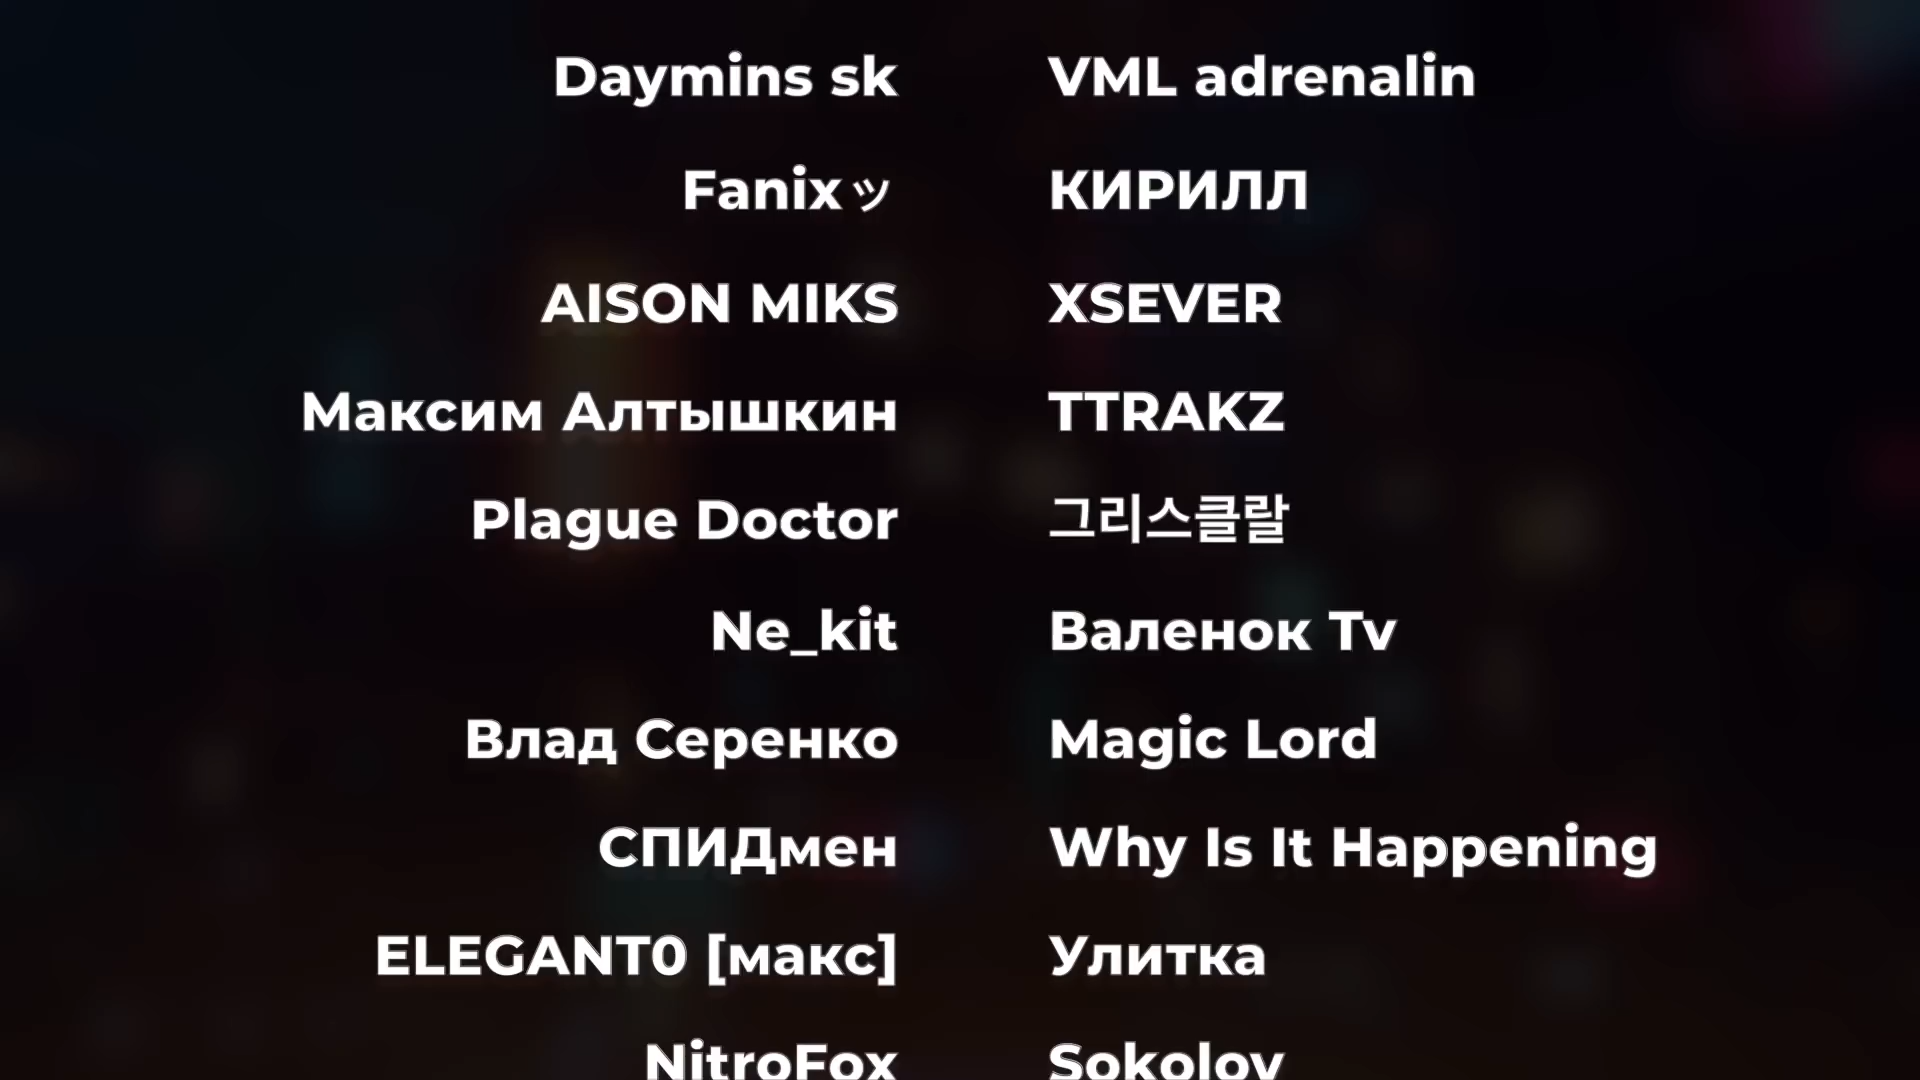 Daymins sk VML adrenalin
Fanixッ КИРИЛЛ
AISON MIKS XSEVER
Максим Алтышкин TTRAKZ
Plague Doctor 그리스클랄
Ne_kit Валенок Tv
Влад Серенко Magic Lord
СПИДмен Why Is It Happening
ELEGANT0 [макс] Улитка
NitroFox Sokolov